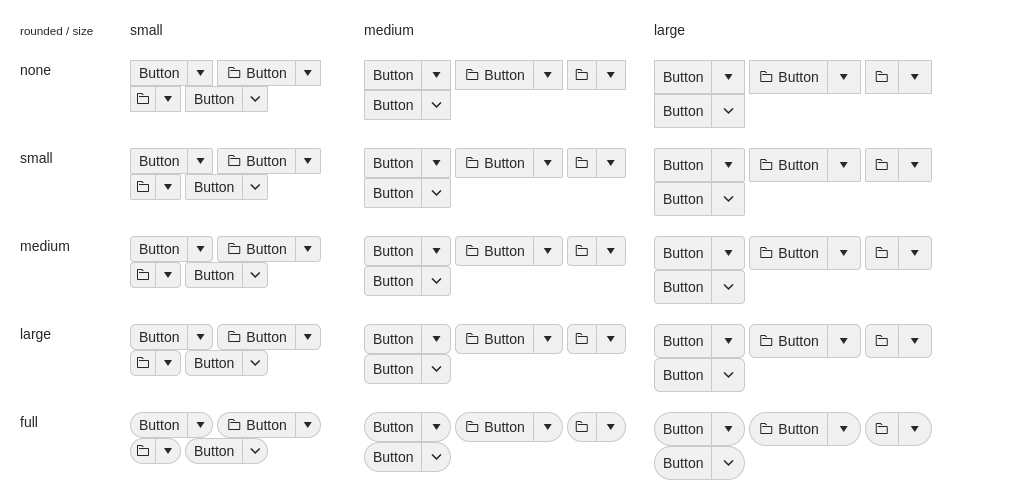 rounded / size small medium large
none Button Button Button Button Button Button
Button Button Button
small Button Button Button Button Button Button
Button Button Button
medium Button Button Button Button Button Button
Button Button Button
large Button Button Button Button Button Button
Button Button Button
full Button Button Button Button Button Button
Button Button Button